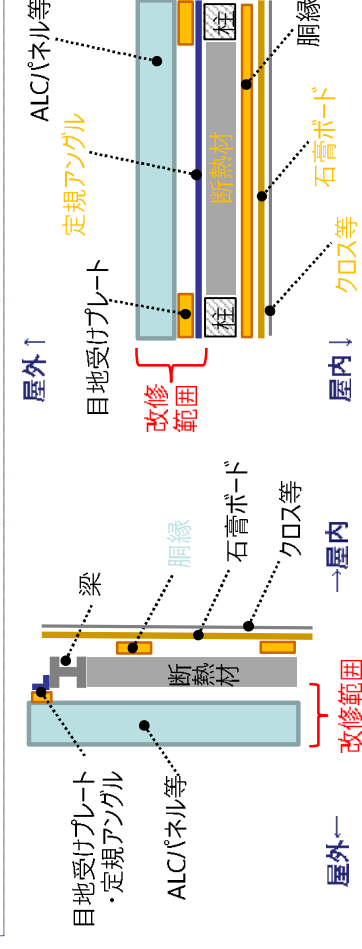 屋外←
→屋内
梁
胴縁
石膏ボード
クロス等
断熱材
目地受けプレート
・定規アングル
ALCパネル等
改修範囲
屋外↑
屋内↓
ALCパネル等
定規アングル
目地受けプレート
改修
範囲
柱
断熱材
柱
胴縁
石膏ボード
クロス等